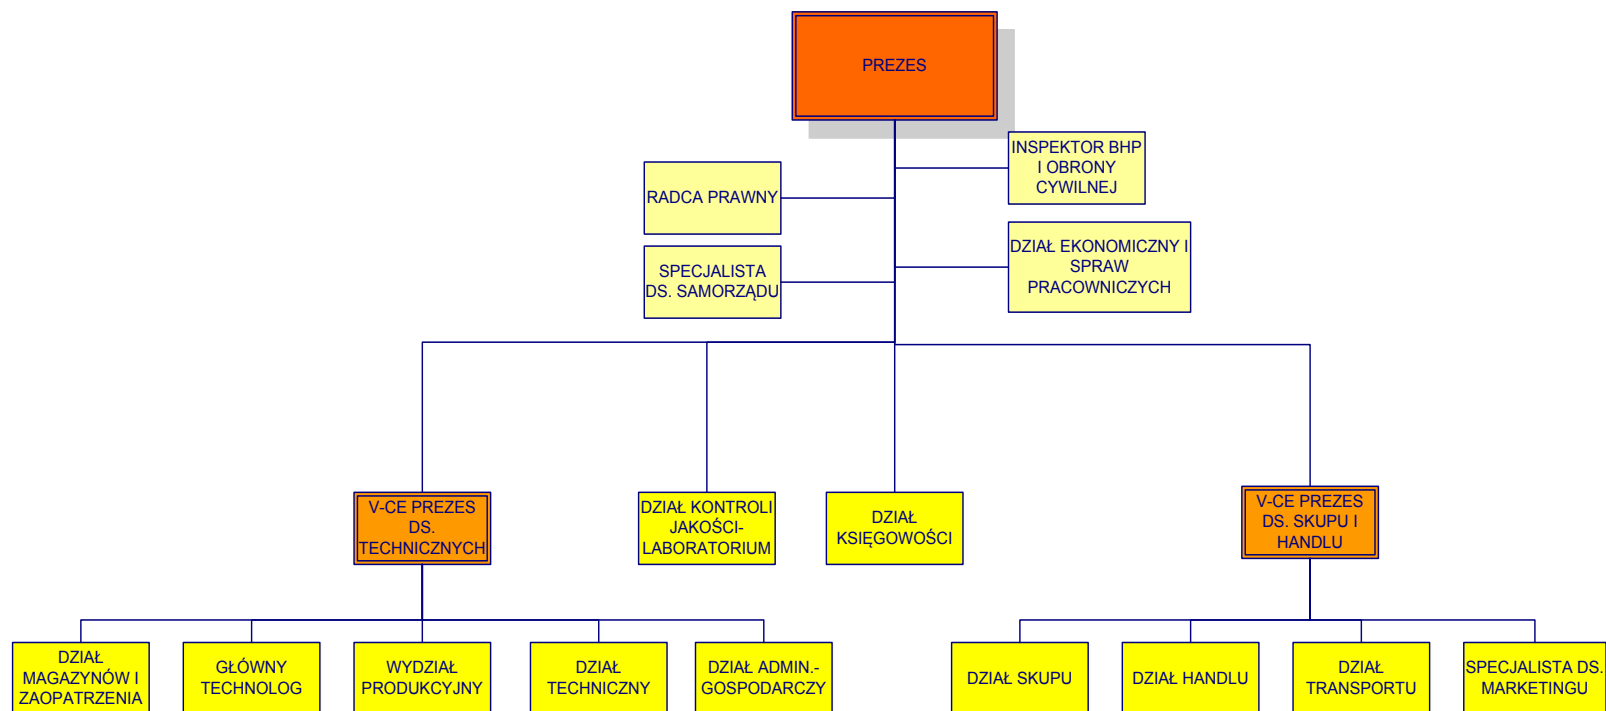 PREZES
INSPEKTOR BHP
I OBRONY
CYWILNEJ
RADCA PRAWNY
DZIAŁ EKONOMICZNY I
SPRAW
PRACOWNICZYCH
SPECJALISTA
DS. SAMORZĄDU
V-CE PREZES
DS.
TECHNICZNYCH
DZIAŁ KONTROLI
JAKOŚCI-
LABORATORIUM
DZIAŁ
KSIĘGOWOŚCI
V-CE PREZES
DS. SKUPU I
HANDLU
DZIAŁ
MAGAZYNÓW I
ZAOPATRZENIA
GŁÓWNY
TECHNOLOG
WYDZIAŁ
PRODUKCYJNY
DZIAŁ
TECHNICZNY
DZIAŁ ADMIN.-
GOSPODARCZY
DZIAŁ SKUPU
DZIAŁ HANDLU
DZIAŁ
TRANSPORTU
SPECJALISTA DS.
MARKETINGU